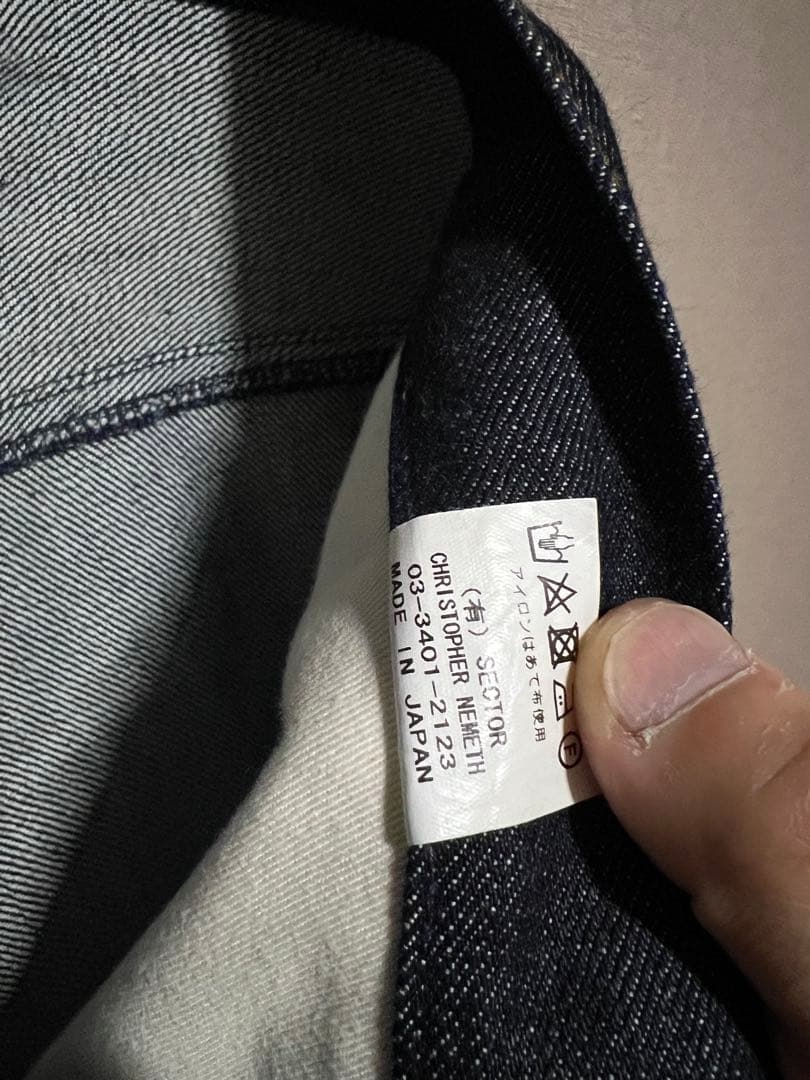 アイロンはあて布使用
(有) SECTOR
CHRISTOPHER NEMETH
03-3401-2123
MADE IN JAPAN
F